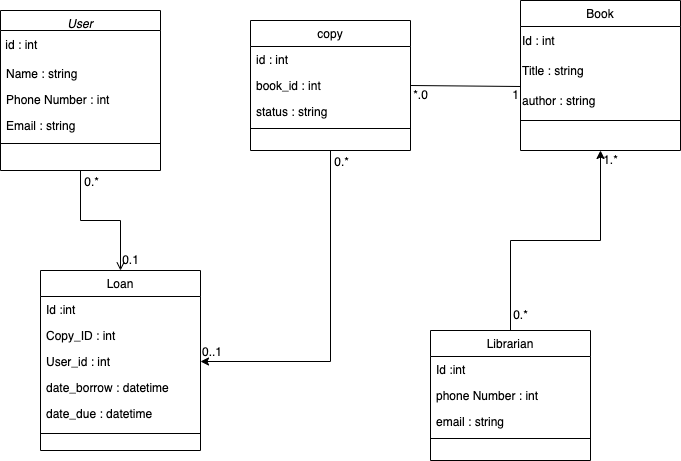 User
id : int
Name : string
Phone Number : int
Email : string
0.*
copy
id : int
book_id : int
status : string
*.0
1
0.*
Book
Id : int
Title : string
author : string
1.*
0.1
Loan
Id :int
Copy_ID : int
User_id : int
date_borrow : datetime
date_due : datetime
0..1
0.*
Librarian
Id :int
phone Number : int
email : string